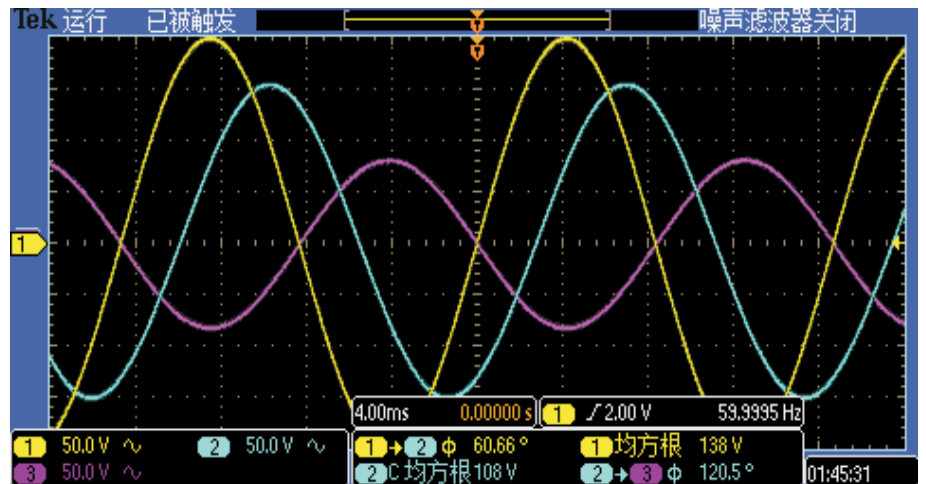 Tek 运行 已被触发 噪声滤波器关闭
1
4.00ms 0.00000 s 1 2.00 V 59.9995 Hz
1 50.0 V 2 50.0 V
3 50.0 V
1→2 ϕ 60.66° 1 均方根 138 V
2 C 均方根 108 V 2→3 ϕ 120.5°
01:45:31